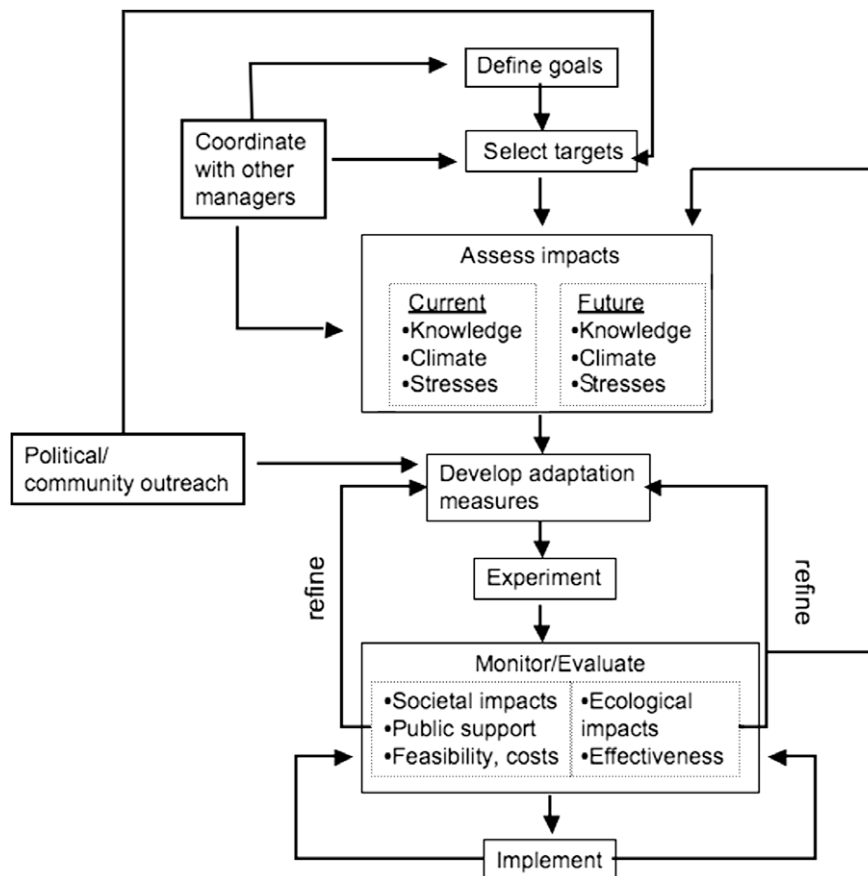 Define goals
Coordinate
with other
managers
Select targets
Assess impacts
Current
•Knowledge
•Climate
•Stresses
Future
•Knowledge
•Climate
•Stresses
Political/
community outreach
Develop adaptation
measures
refine
Experiment
refine
Monitor/Evaluate
•Societal impacts
•Public support
•Feasibility, costs
•Ecological
impacts
•Effectiveness
Implement